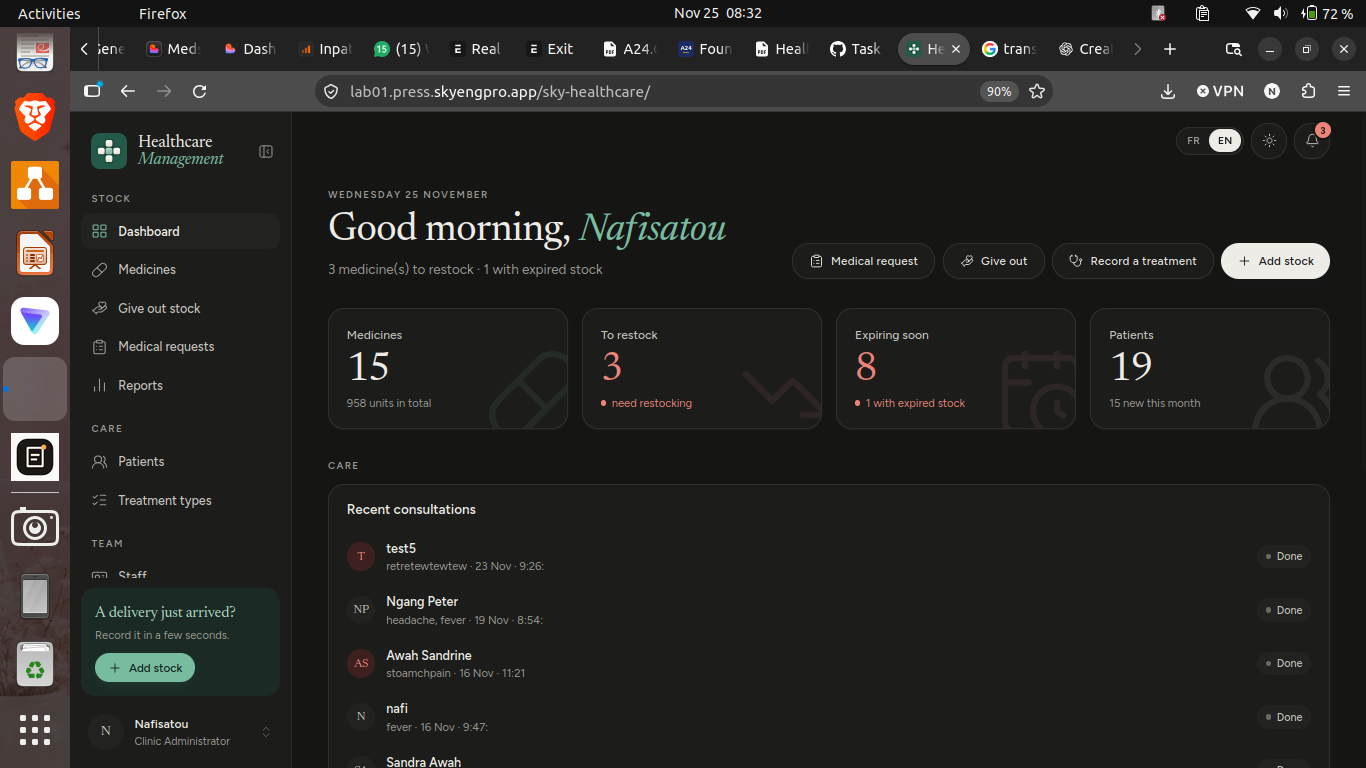 Activities
Firefox
Nov 25 08:32
72 %
Meds
Dash
Inpat
(15)
Real
Exit
A24.
Foun
Healt
Task
He
trans
Crea
lab01.press.skyengpro.app/sky-healthcare/
90%
VPN
N
Healthcare
Management
STOCK
Dashboard
Medicines
Give out stock
Medical requests
Reports
CARE
Patients
Treatment types
TEAM
Staff
A delivery just arrived?
Record it in a few seconds.
+ Add stock
N
Nafisatou
Clinic Administrator
FR
EN
3
WEDNESDAY 25 NOVEMBER
Good morning, Nafisatou
3 medicine(s) to restock · 1 with expired stock
Medical request
Give out
Record a treatment
+ Add stock
Medicines
15
958 units in total
To restock
3
need restocking
Expiring soon
8
1 with expired stock
Patients
19
15 new this month
CARE
Recent consultations
T
test5
retretewtewtew · 23 Nov · 9:26:
Done
NP
Ngang Peter
headache, fever · 19 Nov · 8:54:
Done
AS
Awah Sandrine
stoamchpain · 16 Nov · 11:21
Done
N
nafi
fever · 16 Nov · 9:47:
Done
Sandra Awah